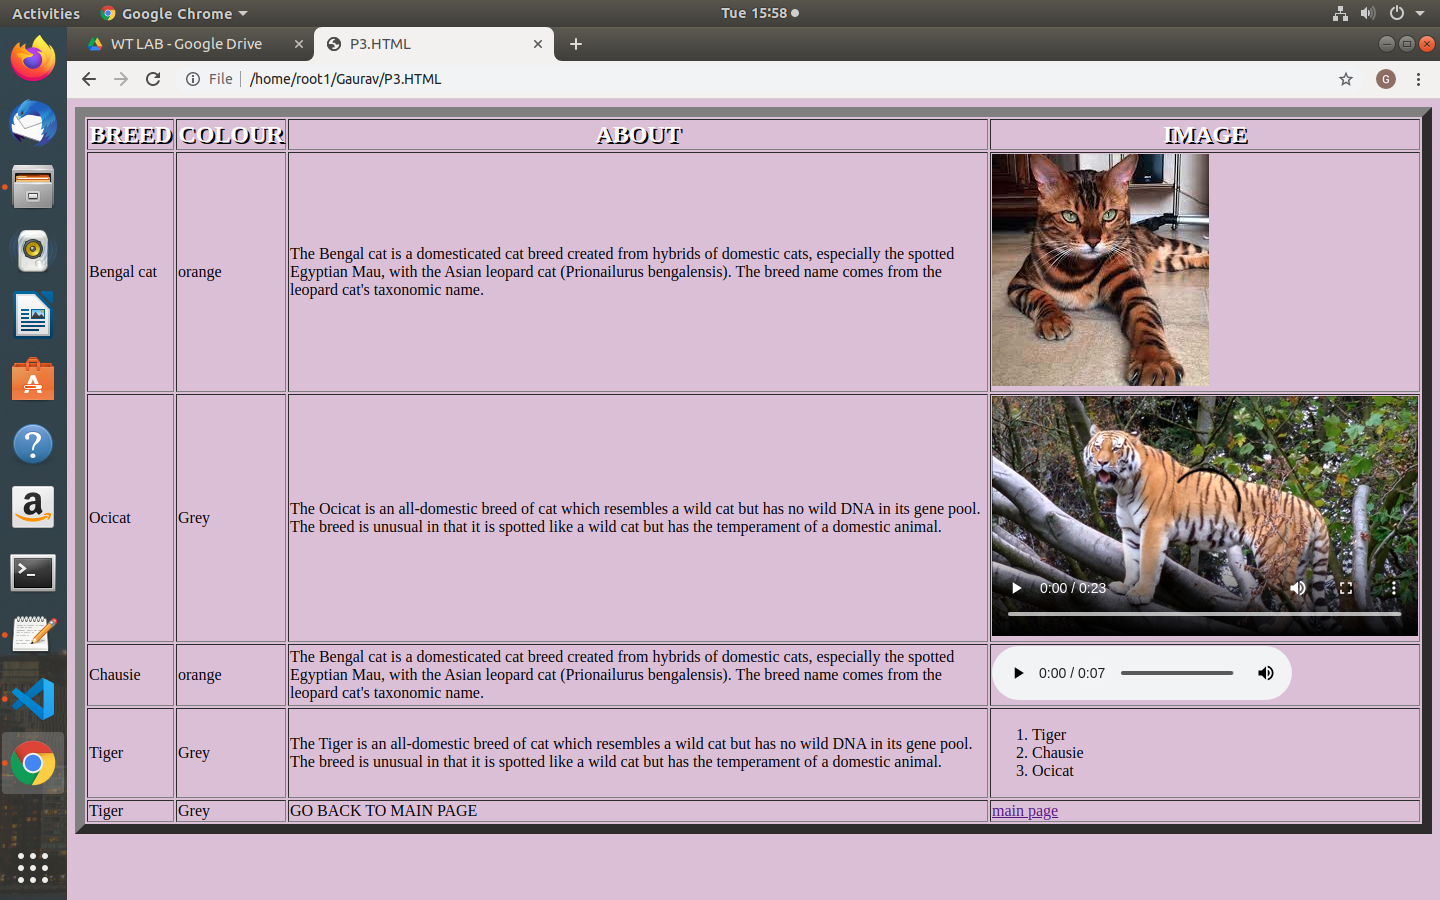 Activities
Google Chrome
Tue 15:58
WT LAB - Google Drive
P3.HTML
File
/home/root1/Gaurav/P3.HTML
G
BREED
COLOUR
ABOUT
IMAGE
Bengal cat
orange
The Bengal cat is a domesticated cat breed created from hybrids of domestic cats, especially the spotted
Egyptian Mau, with the Asian leopard cat (Prionailurus bengalensis). The breed name comes from the
leopard cat's taxonomic name.
Ocicat
Grey
The Ocicat is an all-domestic breed of cat which resembles a wild cat but has no wild DNA in its gene pool.
The breed is unusual in that it is spotted like a wild cat but has the temperament of a domestic animal.
0:00 / 0:23
Chausie
orange
The Bengal cat is a domesticated cat breed created from hybrids of domestic cats, especially the spotted
Egyptian Mau, with the Asian leopard cat (Prionailurus bengalensis). The breed name comes from the
leopard cat's taxonomic name.
0:00 / 0:07
Tiger
Grey
The Tiger is an all-domestic breed of cat which resembles a wild cat but has no wild DNA in its gene pool.
The breed is unusual in that it is spotted like a wild cat but has the temperament of a domestic animal.
1. Tiger
2. Chausie
3. Ocicat
Tiger
Grey
GO BACK TO MAIN PAGE
main page